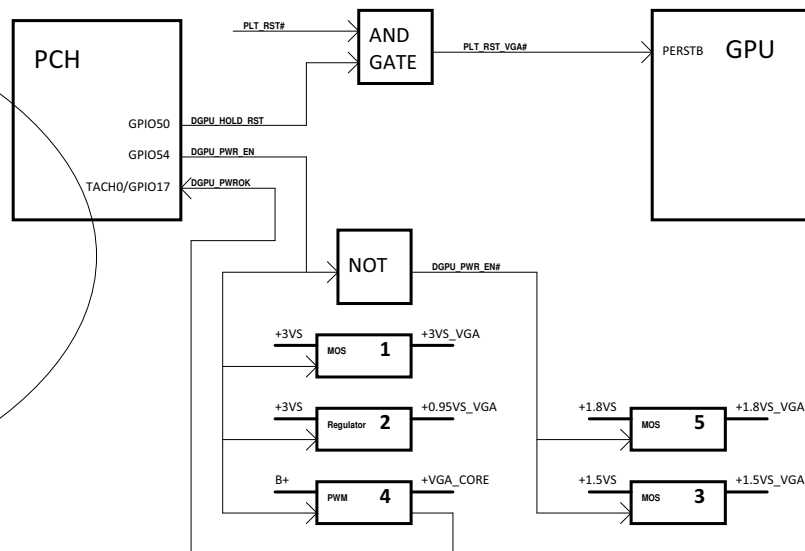 PLT_RST#
AND
GATE
PLT_RST_VGA#
PCH
PERSTB
GPU
GPIO50
DGPU_HOLD_RST
GPIO54
DGPU_PWR_EN
TACH0/GPIO17
DGPU_PWROK
NOT
DGPU_PWR_EN#
+3VS
MOS 1
+3VS_VGA
+3VS
Regulator 2
+0.95VS_VGA
+1.8VS
MOS 5
+1.8VS_VGA
B+
PWM 4
+VGA_CORE
+1.5VS
MOS 3
+1.5VS_VGA